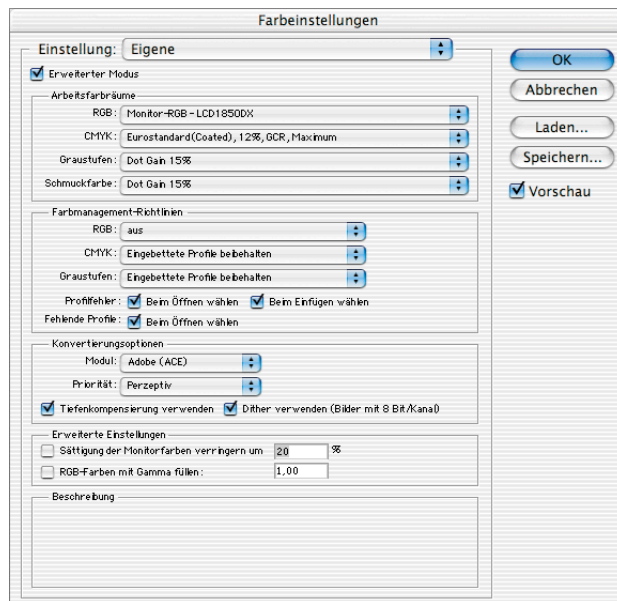 Farbeinstellungen
Einstellung: Eigene
Erweiterter Modus
Arbeitsfarbräume
RGB: Monitor-RGB - LCD1850DX
CMYK: Eurostandard(Coated), 12%, GCR, Maximum
Graustufen: Dot Gain 15%
Schmuckfarbe: Dot Gain 15%
Farbmanagement-Richtlinien
RGB: aus
CMYK: Eingebettete Profile beibehalten
Graustufen: Eingebettete Profile beibehalten
Profilfehler: Beim Öffnen wählen Beim Einfügen wählen
Fehlende Profile: Beim Öffnen wählen
Konvertierungsoptionen
Modul: Adobe (ACE)
Priorität: Perzeptiv
Tiefenkompensierung verwenden Dither verwenden (Bilder mit 8 Bit/Kanal)
Erweiterte Einstellungen
Sättigung der Monitorfarben verringern um 20 %
RGB-Farben mit Gamma füllen: 1,00
Beschreibung
OK
Abbrechen
Laden...
Speichern...
Vorschau